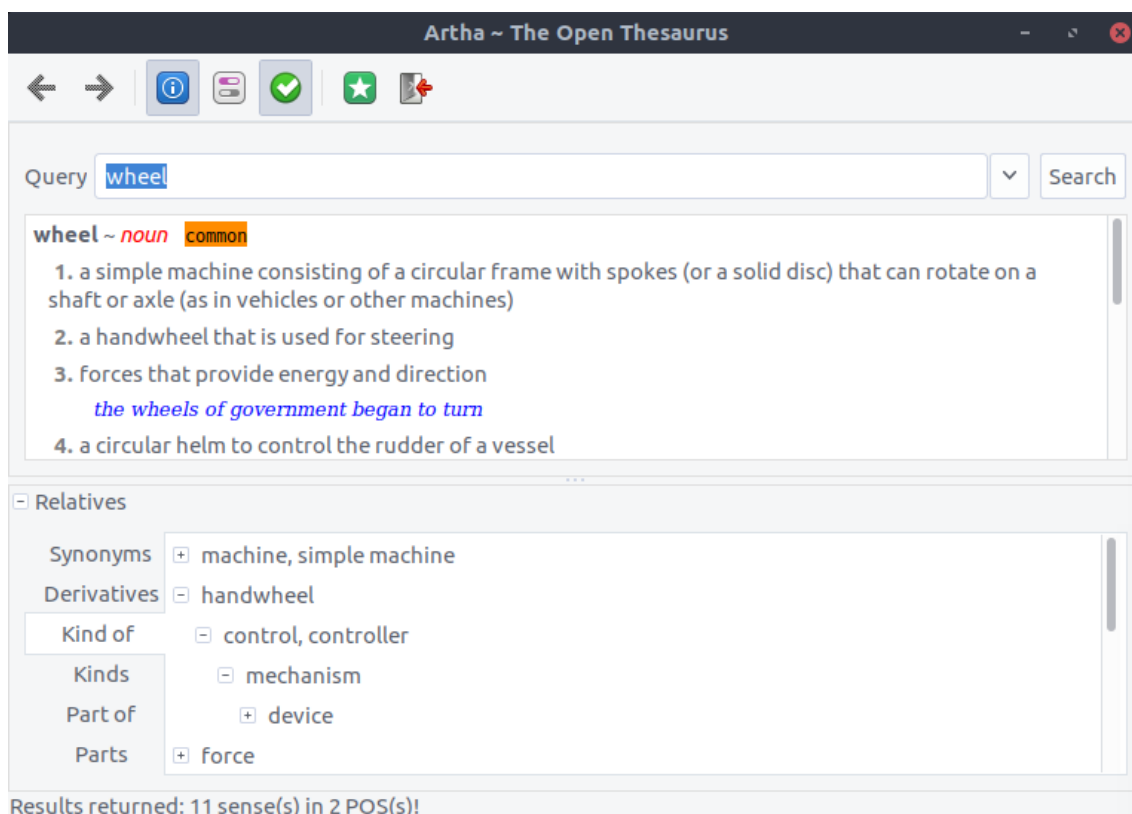 Artha ~ The Open Thesaurus
Query wheel Search
wheel ~ noun common
1. a simple machine consisting of a circular frame with spokes (or a solid disc) that can rotate on a
shaft or axle (as in vehicles or other machines)
2. a handwheel that is used for steering
3. forces that provide energy and direction
the wheels of government began to turn
4. a circular helm to control the rudder of a vessel
Relatives
Synonyms
Derivatives
Kind of
Kinds
Part of
Parts
machine, simple machine
handwheel
control, controller
mechanism
device
force
Results returned: 11 sense(s) in 2 POS(s)!